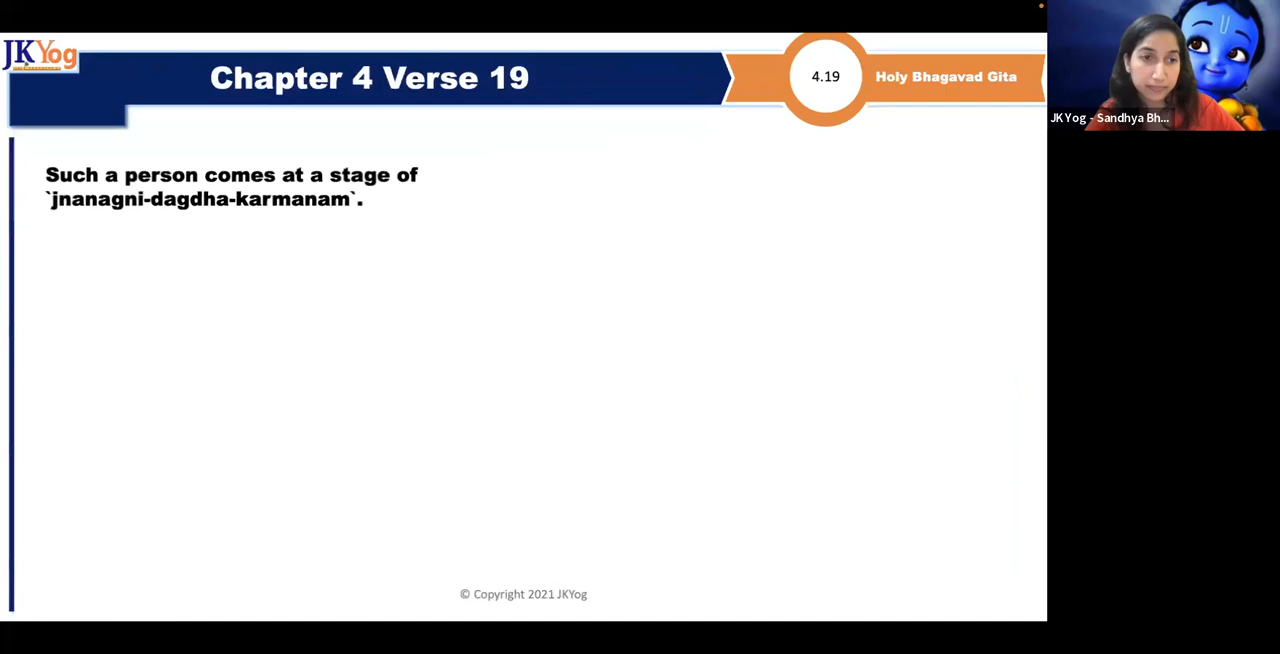 JKYog
Chapter 4 Verse 19
4.19
Holy Bhagavad Gita
JKYog - Sandhya Bh...
Such a person comes at a stage of
`jnanagni-dagdha-karmanam`.
© Copyright 2021 JKYog